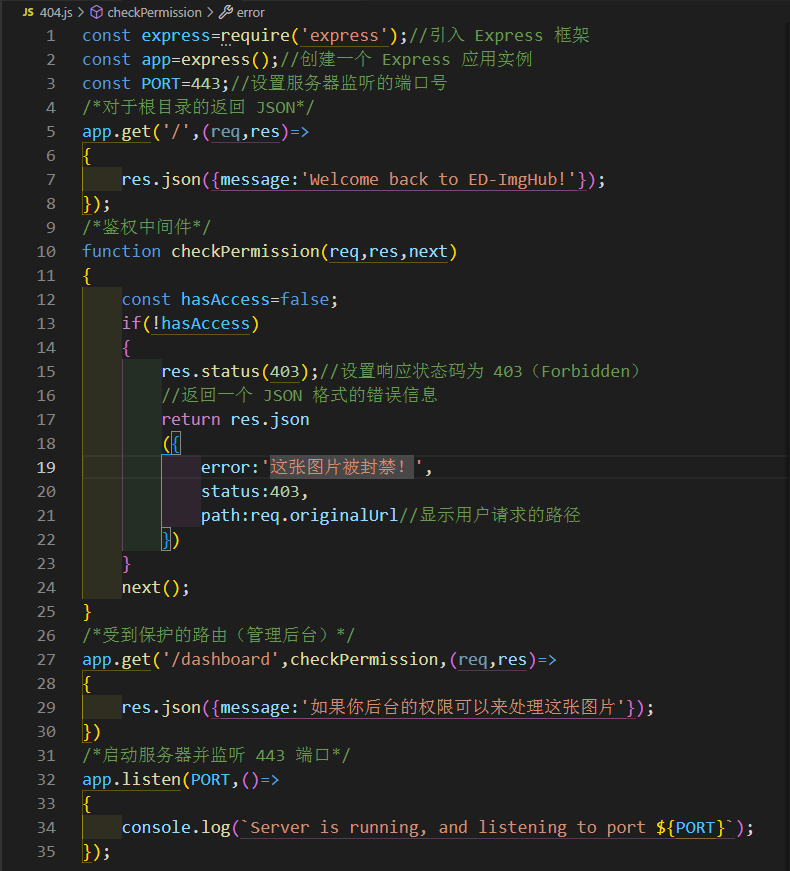 JS 404.js > checkPermission > error
1 const express=require('express');//引入 Express 框架
2 const app=express();//创建一个 Express 应用实例
3 const PORT=443;//设置服务器监听的端口号
4 /*对于根目录的返回 JSON*/
5 app.get('/',(req,res)=>
6 {
7     res.json({message:'Welcome back to ED-ImgHub!'});
8 });
9 /*鉴权中间件*/
10 function checkPermission(req,res,next)
11 {
12     const hasAccess=false;
13     if(!hasAccess)
14     {
15         res.status(403);//设置响应状态码为 403（Forbidden）
16         //返回一个 JSON 格式的错误信息
17         return res.json
18         ({
19             error:'这张图片被封禁！',
20             status:403,
21             path:req.originalUrl//显示用户请求的路径
22         })
23     }
24     next();
25 }
26 /*受到保护的路由（管理后台）*/
27 app.get('/dashboard',checkPermission,(req,res)=>
28 {
29     res.json({message:'如果你后台的权限可以来处理这张图片'});
30 })
31 /*启动服务器并监听 443 端口*/
32 app.listen(PORT,()=>
33 {
34     console.log(`Server is running, and listening to port ${PORT}`);
35 });